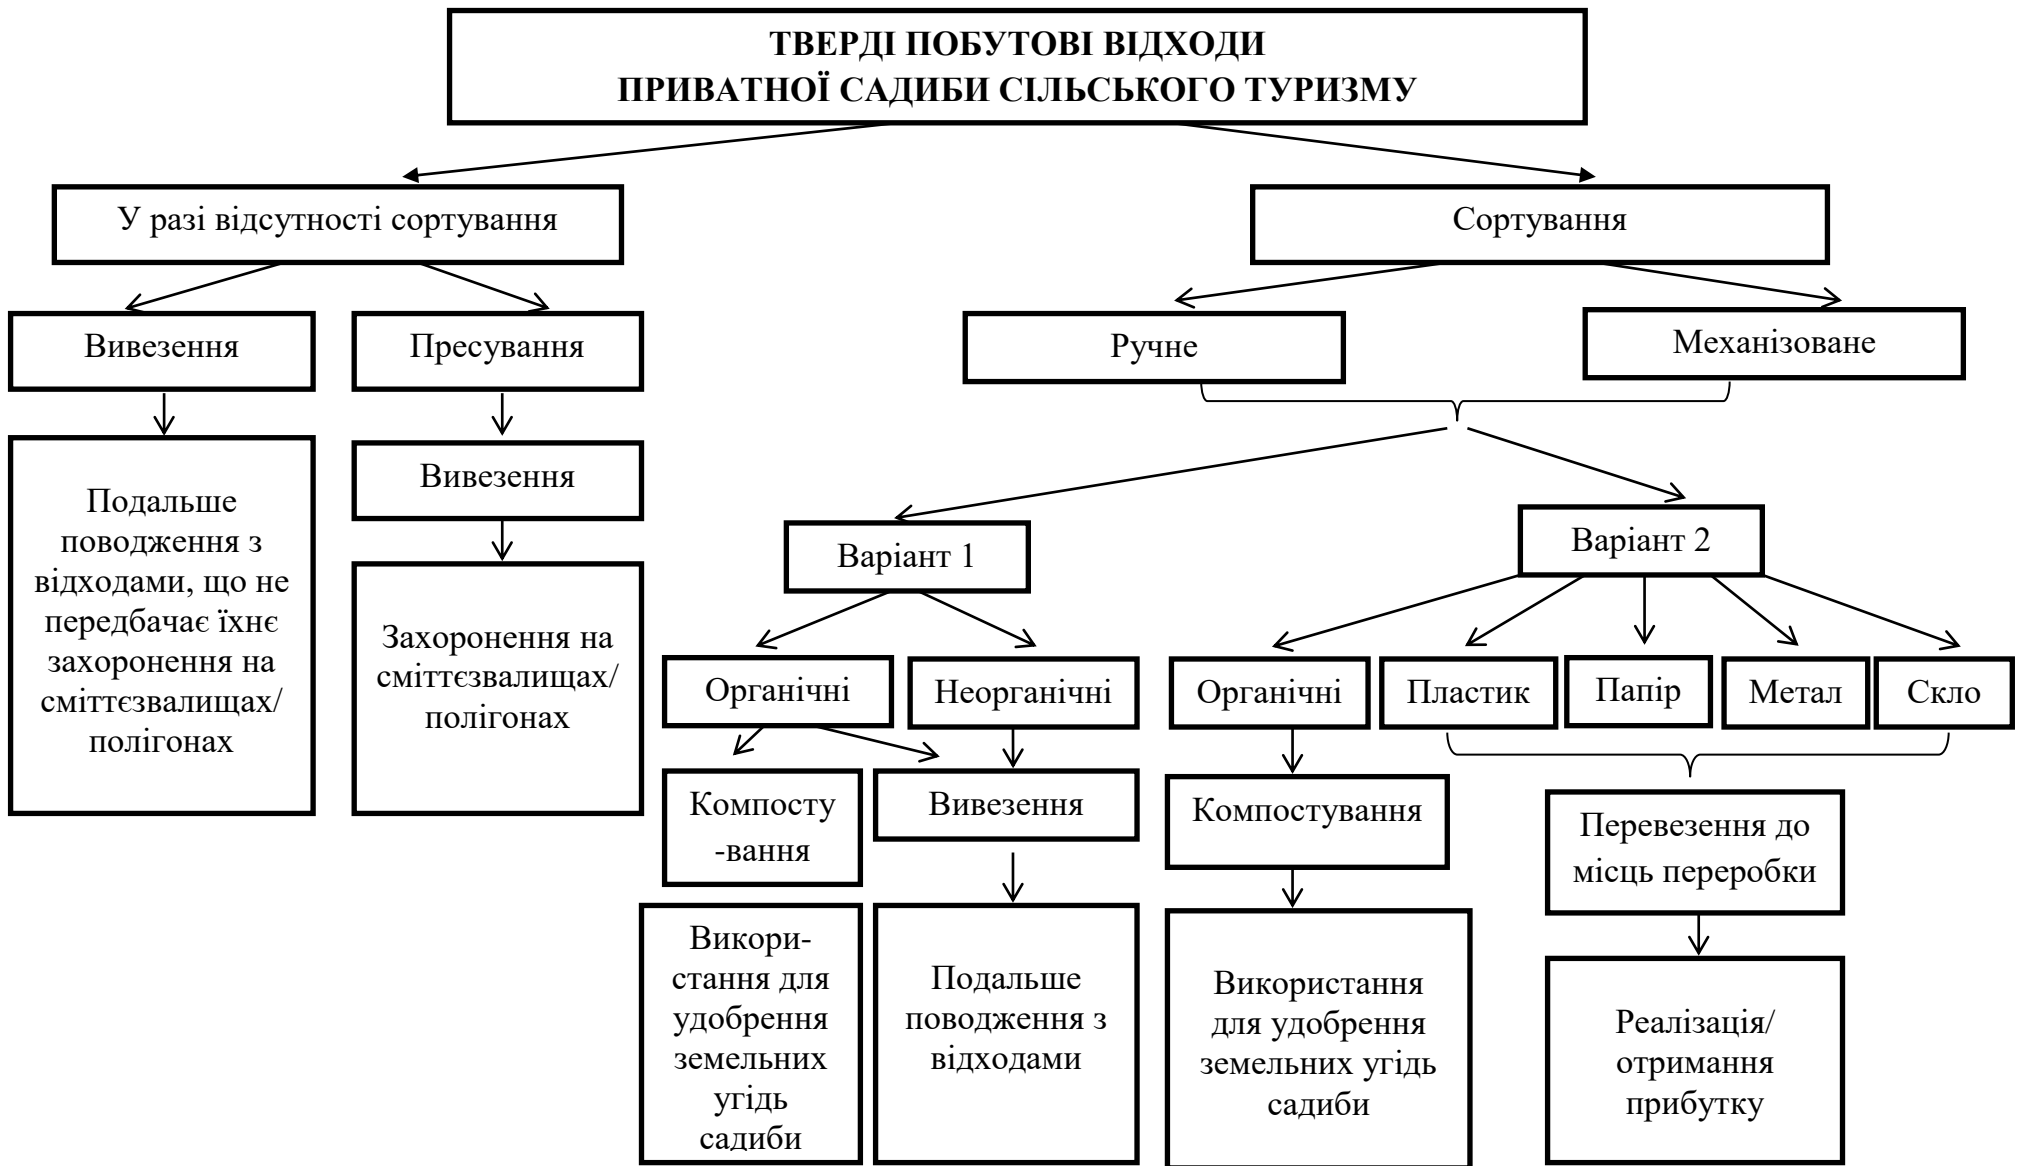 ТВЕРДІ ПОБУТОВІ ВІДХОДИ
ПРИВАТНОЇ САДИБИ СІЛЬСЬКОГО ТУРИЗМУ
У разі відсутності сортування
Сортування
Вивезення
Пресування
Ручне
Механізоване
Подальше
поводження з
відходами, що не
передбачає їхнє
захоронення на
сміттєзвалищах/
полігонах
Вивезення
Захоронення на
сміттєзвалищах/
полігонах
Варіант 1
Варіант 2
Органічні
Неорганічні
Органічні
Пластик
Папір
Метал
Скло
Компосту
-вання
Вивезення
Компостування
Перевезення до
місць переробки
Викори-
стання для
удобрення
земельних
угідь
садиби
Подальше
поводження з
відходами
Використання
для удобрення
земельних угідь
садиби
Реалізація/
отримання
прибутку